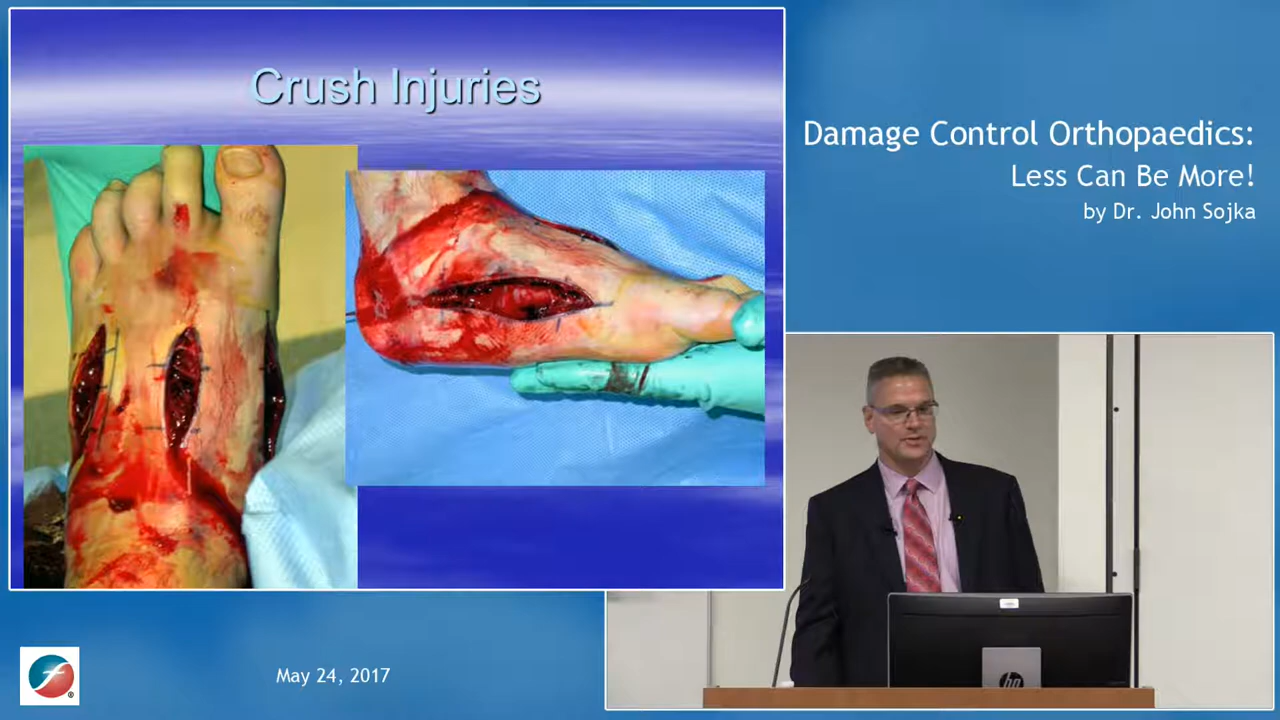 Crush Injuries
Damage Control Orthopaedics:
Less Can Be More!
by Dr. John Sojka
May 24, 2017
hp